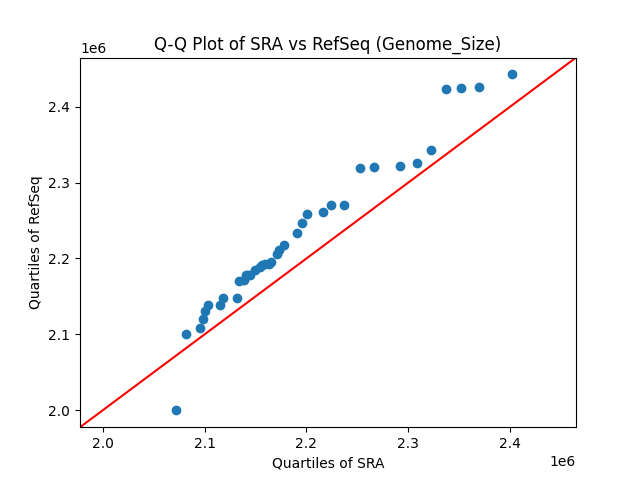 Q-Q Plot of SRA vs RefSeq (Genome_Size)
1e6
2.4
2.3
2.2
2.1
2.0
Quartiles of RefSeq
2.0 2.1 2.2 2.3 2.4
1e6
Quartiles of SRA